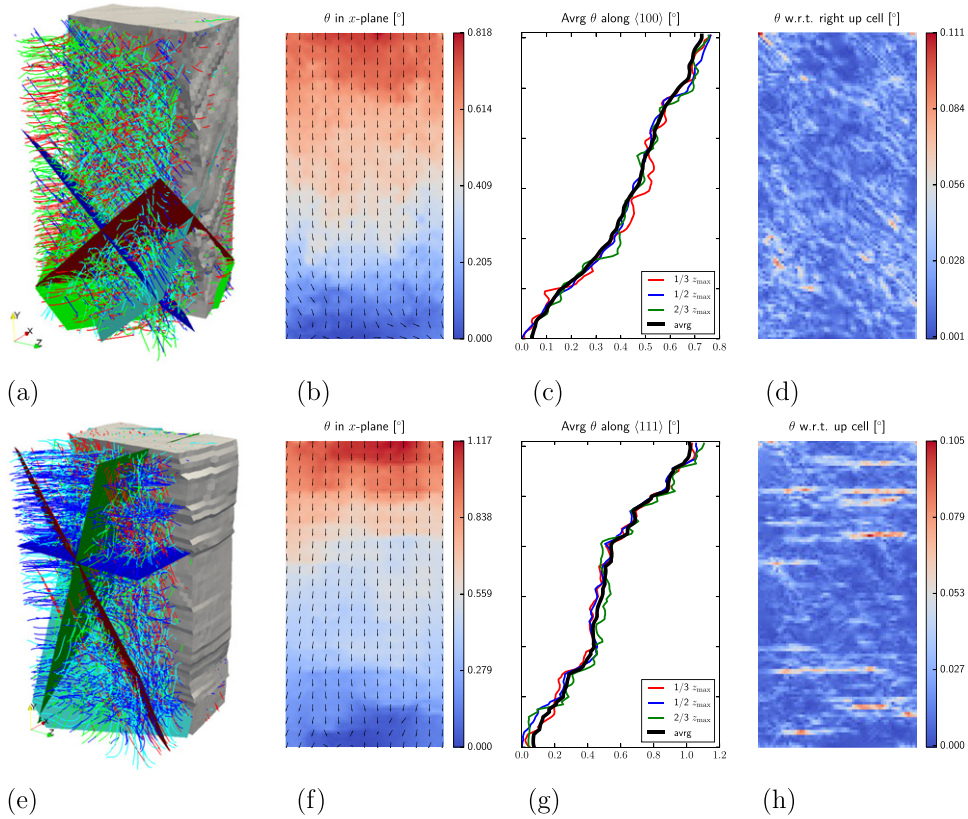 θ in x-plane [°]
Avrg θ along ⟨100⟩ [°]
θ w.r.t. right up cell [°]
0.818
0.614
0.409
0.205
0.000
1/3 z_max
1/2 z_max
2/3 z_max
avrg
0.0 0.1 0.2 0.3 0.4 0.5 0.6 0.7 0.8
0.111
0.084
0.056
0.028
0.001
Y
X
Z
(a) (b) (c) (d)
θ in x-plane [°]
Avrg θ along ⟨111⟩ [°]
θ w.r.t. up cell [°]
1.117
0.838
0.559
0.279
0.000
1/3 z_max
1/2 z_max
2/3 z_max
avrg
0.0 0.2 0.4 0.6 0.8 1.0 1.2
0.105
0.079
0.053
0.026
0.000
Z
(e) (f) (g) (h)